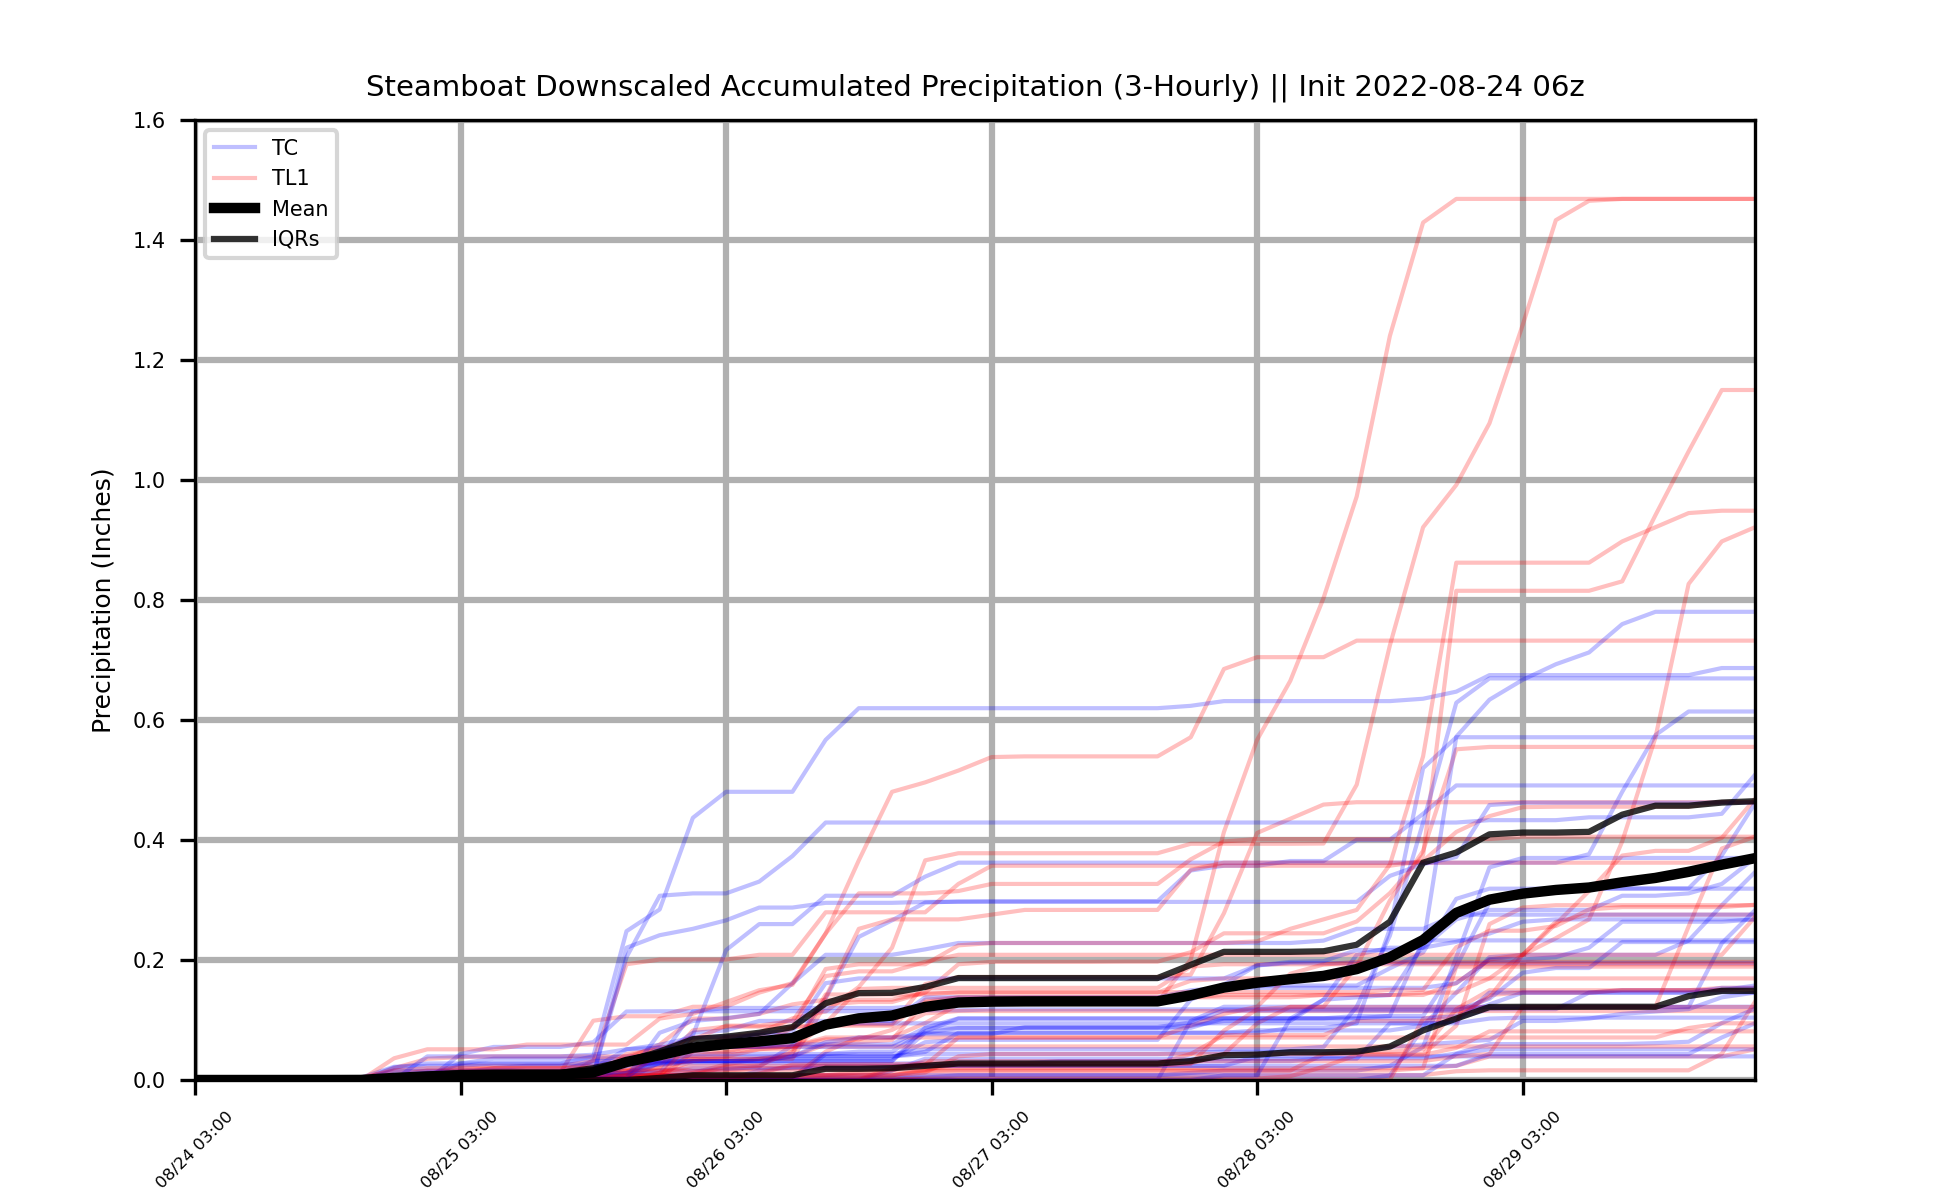 Steamboat Downscaled Accumulated Precipitation (3-Hourly) || Init 2022-08-24 06z
TC
TL1
Mean
IQRs
Precipitation (Inches)
1.6
1.4
1.2
1.0
0.8
0.6
0.4
0.2
0.0
08/24 03:00
08/25 03:00
08/26 03:00
08/27 03:00
08/28 03:00
08/29 03:00